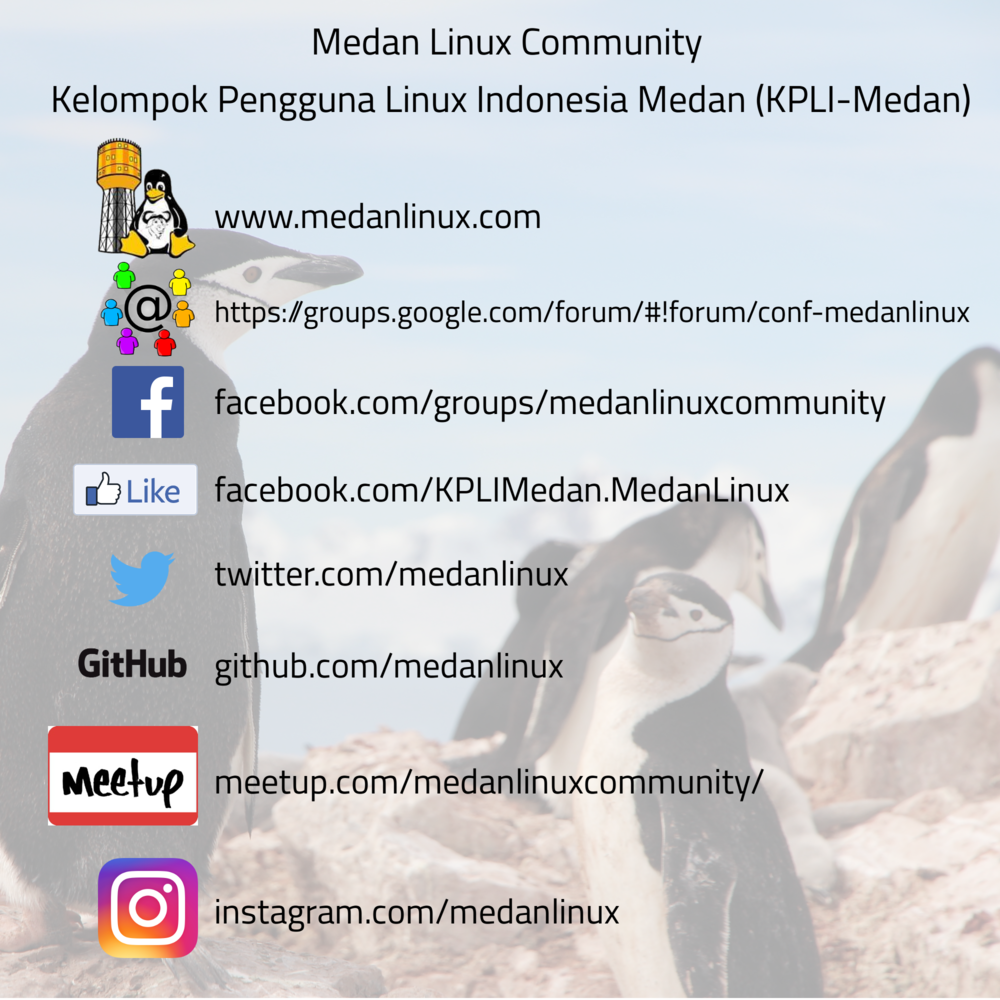 Medan Linux Community
Kelompok Pengguna Linux Indonesia Medan (KPLI-Medan)
www.medanlinux.com
@ https://groups.google.com/forum/#!forum/conf-medanlinux
f facebook.com/groups/medanlinuxcommunity
Like facebook.com/KPLIMedan.MedanLinux
twitter.com/medanlinux
GitHub github.com/medanlinux
Meetup meetup.com/medanlinuxcommunity/
instagram.com/medanlinux